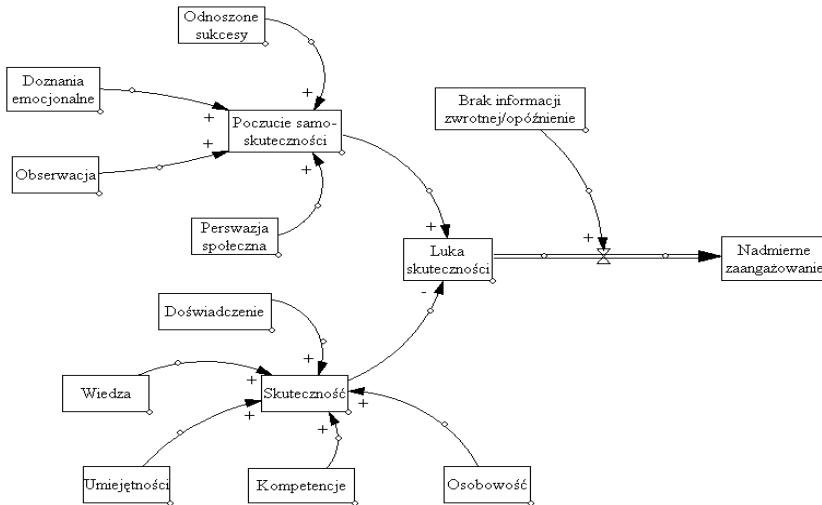 Odnoszone
sukcesy
Doznania
emocjonalne
+
+
Brak informacji
zwrotnej/opóźnienie
Poczucie samo-
skuteczności
+
+
Obserwacja
Perswazja
społeczna
+
+
Luka
skuteczności
Nadmierne
zaangażowanie
-
Doświadczenie
+
Wiedza
+
Skuteczność
+
+
+
Umiejętności
Kompetencje
Osobowość